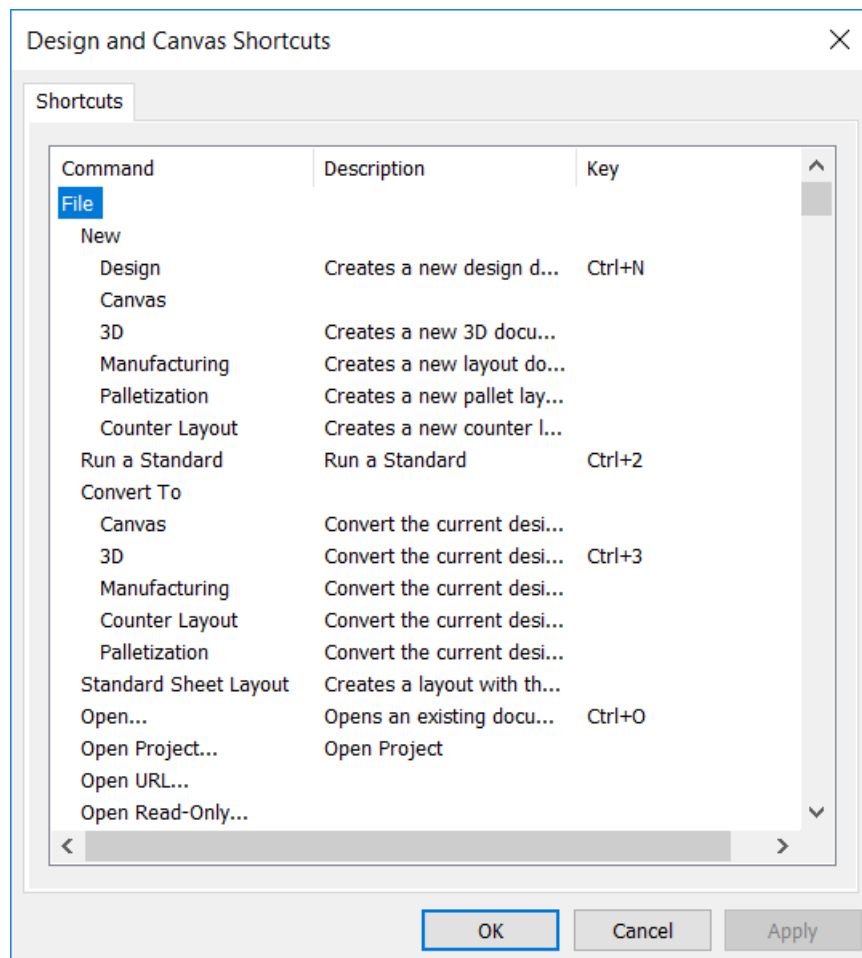 Design and Canvas Shortcuts
Shortcuts
Command Description Key
File
New
Design Creates a new design d... Ctrl+N
Canvas
3D Creates a new 3D docu...
Manufacturing Creates a new layout do...
Palletization Creates a new pallet lay...
Counter Layout Creates a new counter l...
Run a Standard Run a Standard Ctrl+2
Convert To
Canvas Convert the current desi...
3D Convert the current desi... Ctrl+3
Manufacturing Convert the current desi...
Counter Layout Convert the current desi...
Palletization Convert the current desi...
Standard Sheet Layout Creates a layout with th...
Open... Opens an existing docu... Ctrl+O
Open Project... Open Project
Open URL...
Open Read-Only...
OK Cancel Apply